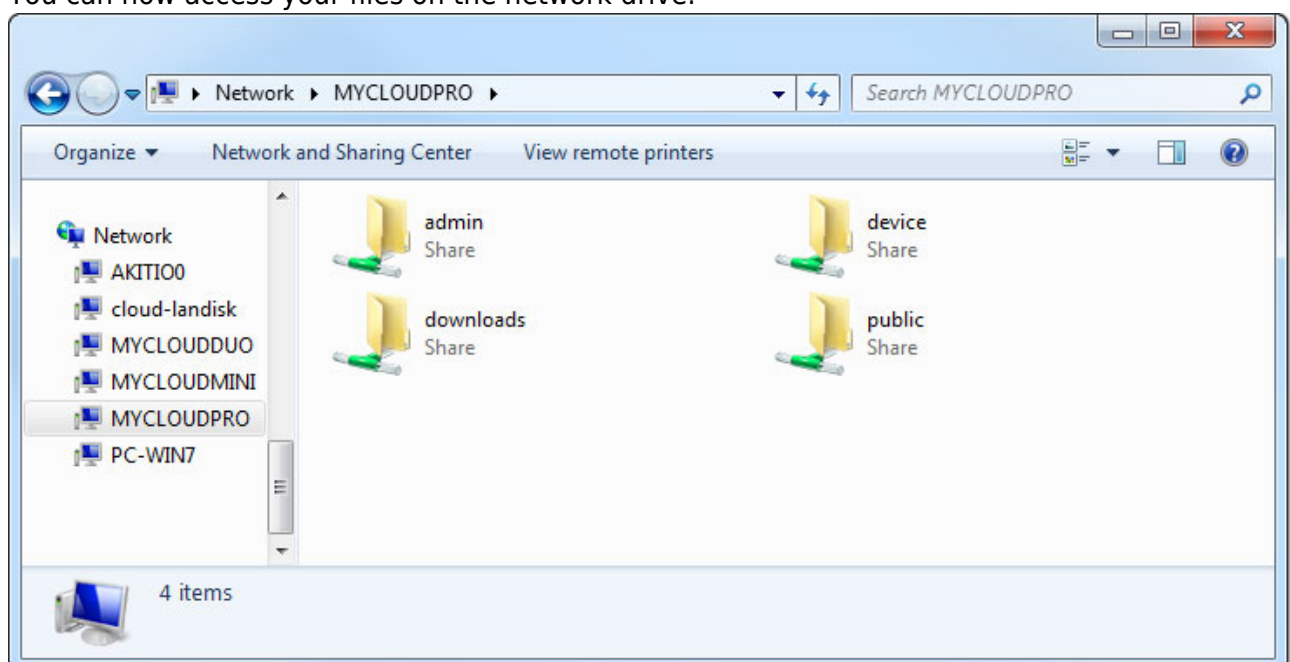 You can now access your files on the network drive.
Network MYCLOUDPRO Search MYCLOUDPRO
Organize Network and Sharing Center View remote printers
Network
AKITIO0
cloud-landisk
MYCLOUDDUO
MYCLOUDMINI
MYCLOUDPRO
PC-WIN7
admin
Share
device
Share
downloads
Share
public
Share
4 items